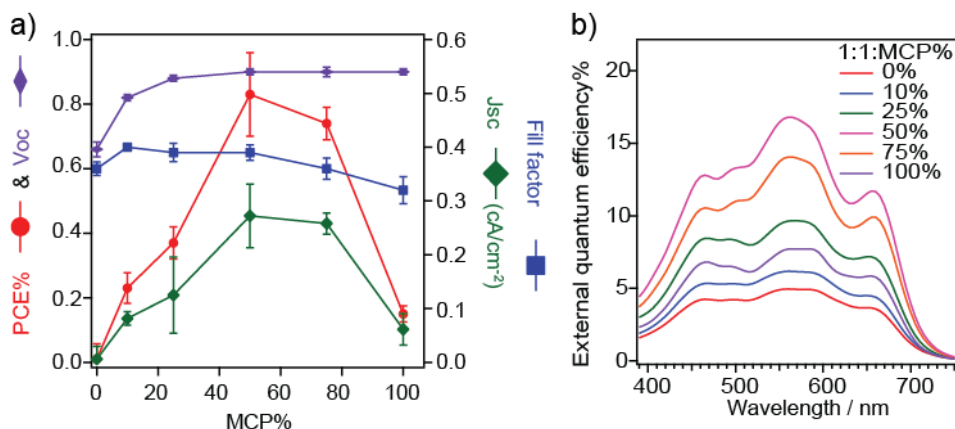 a)
1.0
0.8
0.6
0.4
0.2
0.0
PCE% & Voc
0 20 40 60 80 100
MCP%
0.6
0.5
0.4
0.3
0.2
0.1
0.0
Jsc (cA/cm⁻²)
Fill factor
b)
20
15
10
5
0
External quantum efficiency%
1:1:MCP%
0%
10%
25%
50%
75%
100%
400 500 600 700
Wavelength / nm